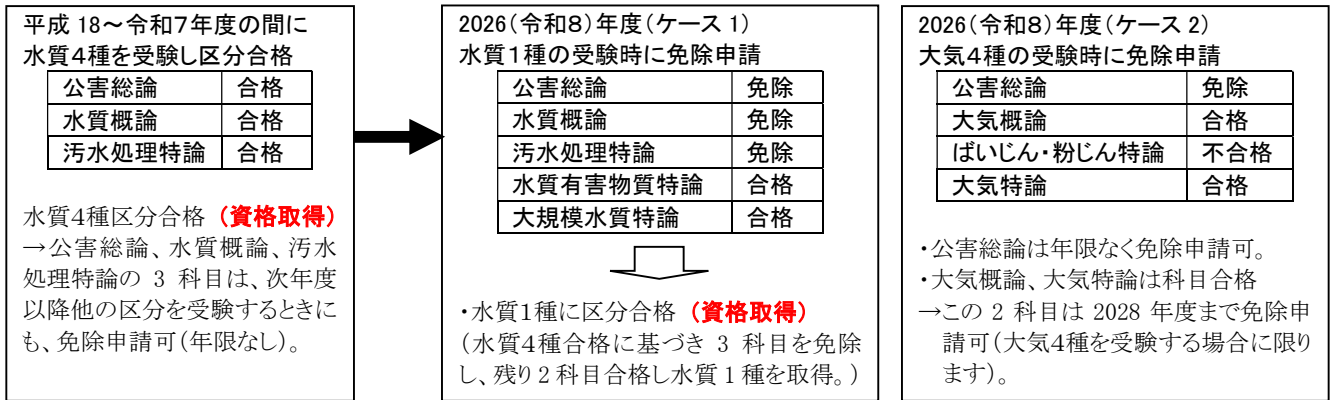 平成 18~令和7年度の間に
水質4種を受験し区分合格
公害総論 合格
水質概論 合格
汚水処理特論 合格
水質4種区分合格 (資格取得)
→公害総論、水質概論、汚水
処理特論の 3 科目は、次年度
以降他の区分を受験するときに
も、免除申請可(年限なし)。
2026(令和8)年度(ケース 1)
水質1種の受験時に免除申請
公害総論 免除
水質概論 免除
汚水処理特論 免除
水質有害物質特論 合格
大規模水質特論 合格
・水質1種に区分合格 (資格取得)
(水質4種合格に基づき 3 科目を免除
し、残り 2 科目合格し水質 1 種を取得。)
2026(令和8)年度(ケース 2)
大気4種の受験時に免除申請
公害総論 免除
大気概論 合格
ばいじん・粉じん特論 不合格
大気特論 合格
・公害総論は年限なく免除申請可。
・大気概論、大気特論は科目合格
→この 2 科目は 2028 年度まで免除申
請可(大気4種を受験する場合に限り
ます)。